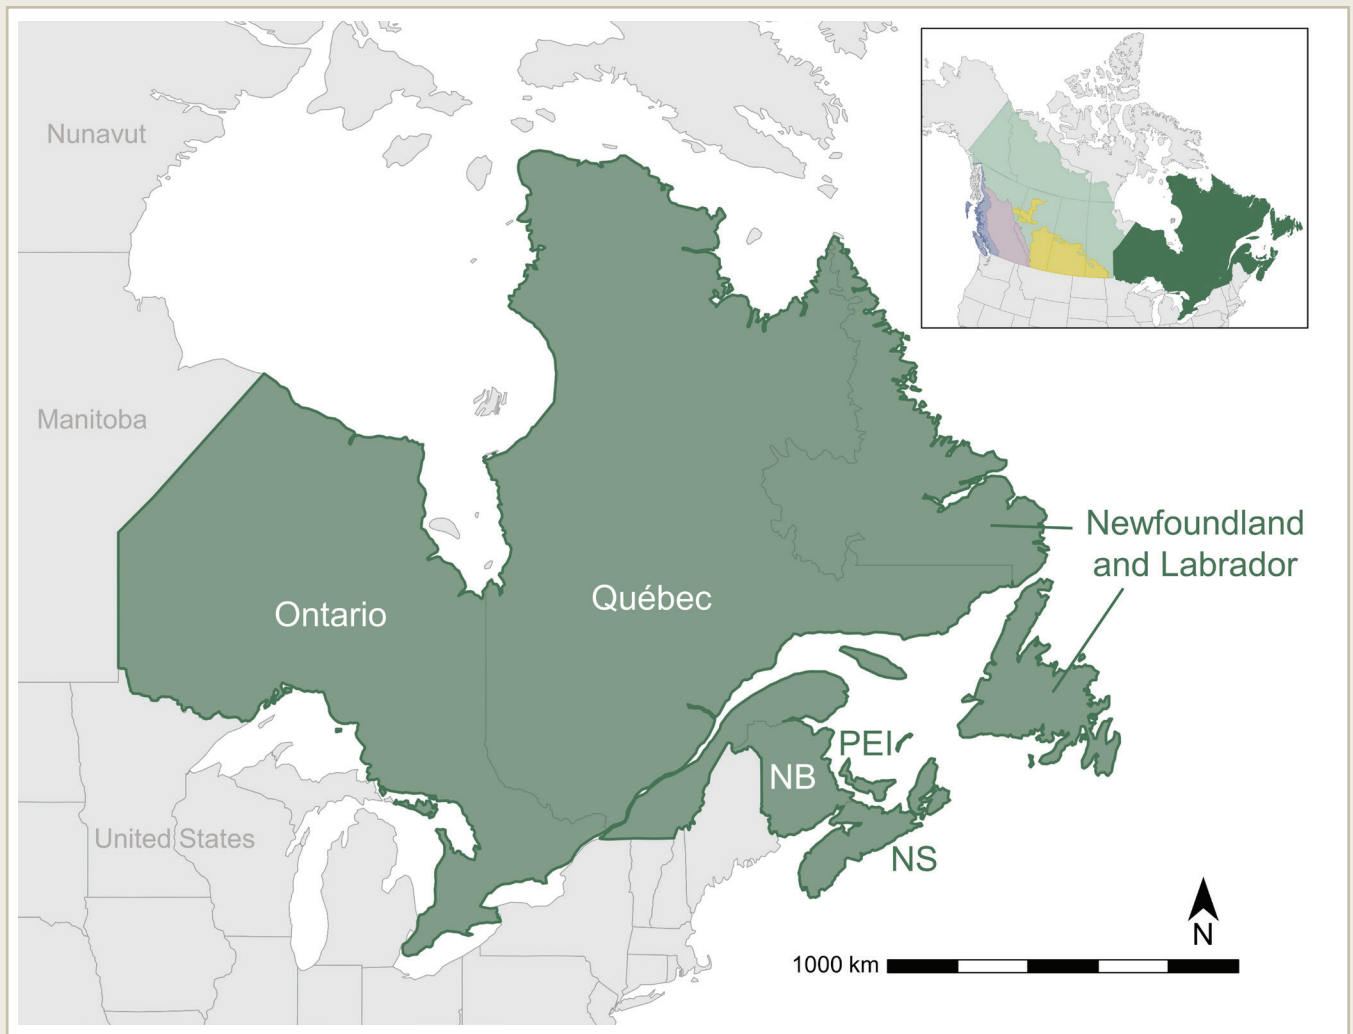 Nunavut
Manitoba
Newfoundland
and Labrador
Québec
Ontario
PEI
NB
United States
NS
N
1000 km